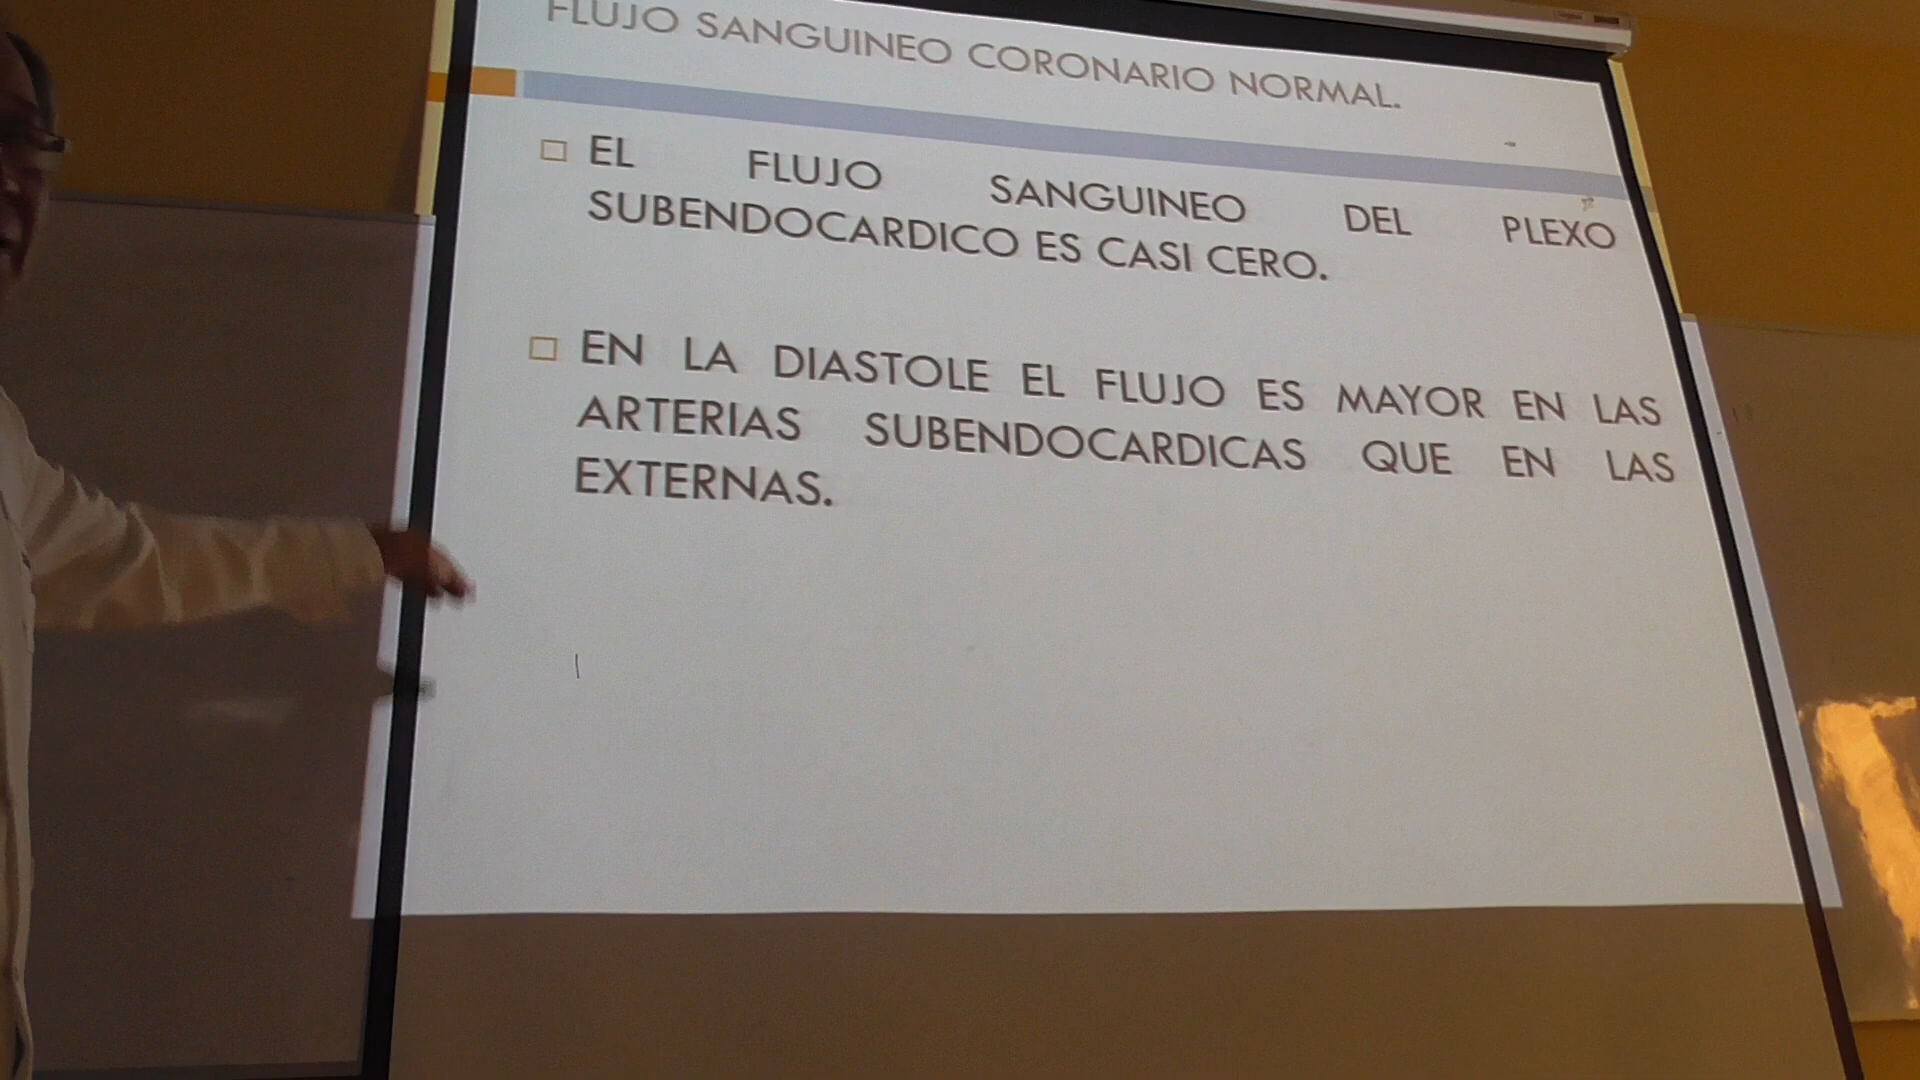 FLUJO SANGUINEO CORONARIO NORMAL.
EL FLUJO SANGUINEO DEL PLEXO
SUBENDOCARDICO ES CASI CERO.
EN LA DIASTOLE EL FLUJO ES MAYOR EN LAS
ARTERIAS SUBENDOCARDICAS QUE EN LAS
EXTERNAS.